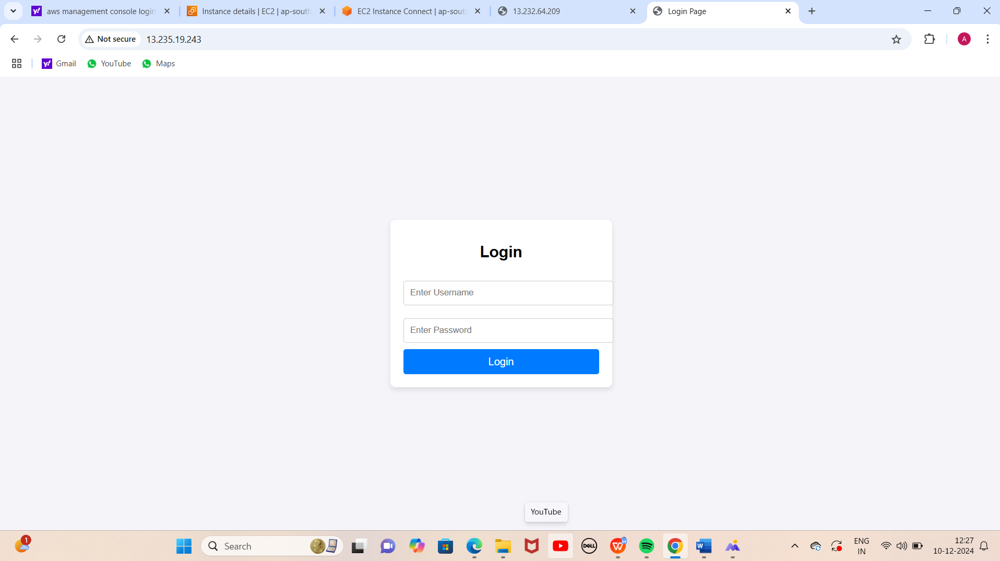 aws management console login
Instance details | EC2 | ap-south
EC2 Instance Connect | ap-sout
13.232.64.209
Login Page
Not secure
13.235.19.243
A
y! Gmail
YouTube
Maps
Login
Enter Username
Enter Password
Login
YouTube
1
Search
DELL
W
W
ENG
IN
12:27
10-12-2024